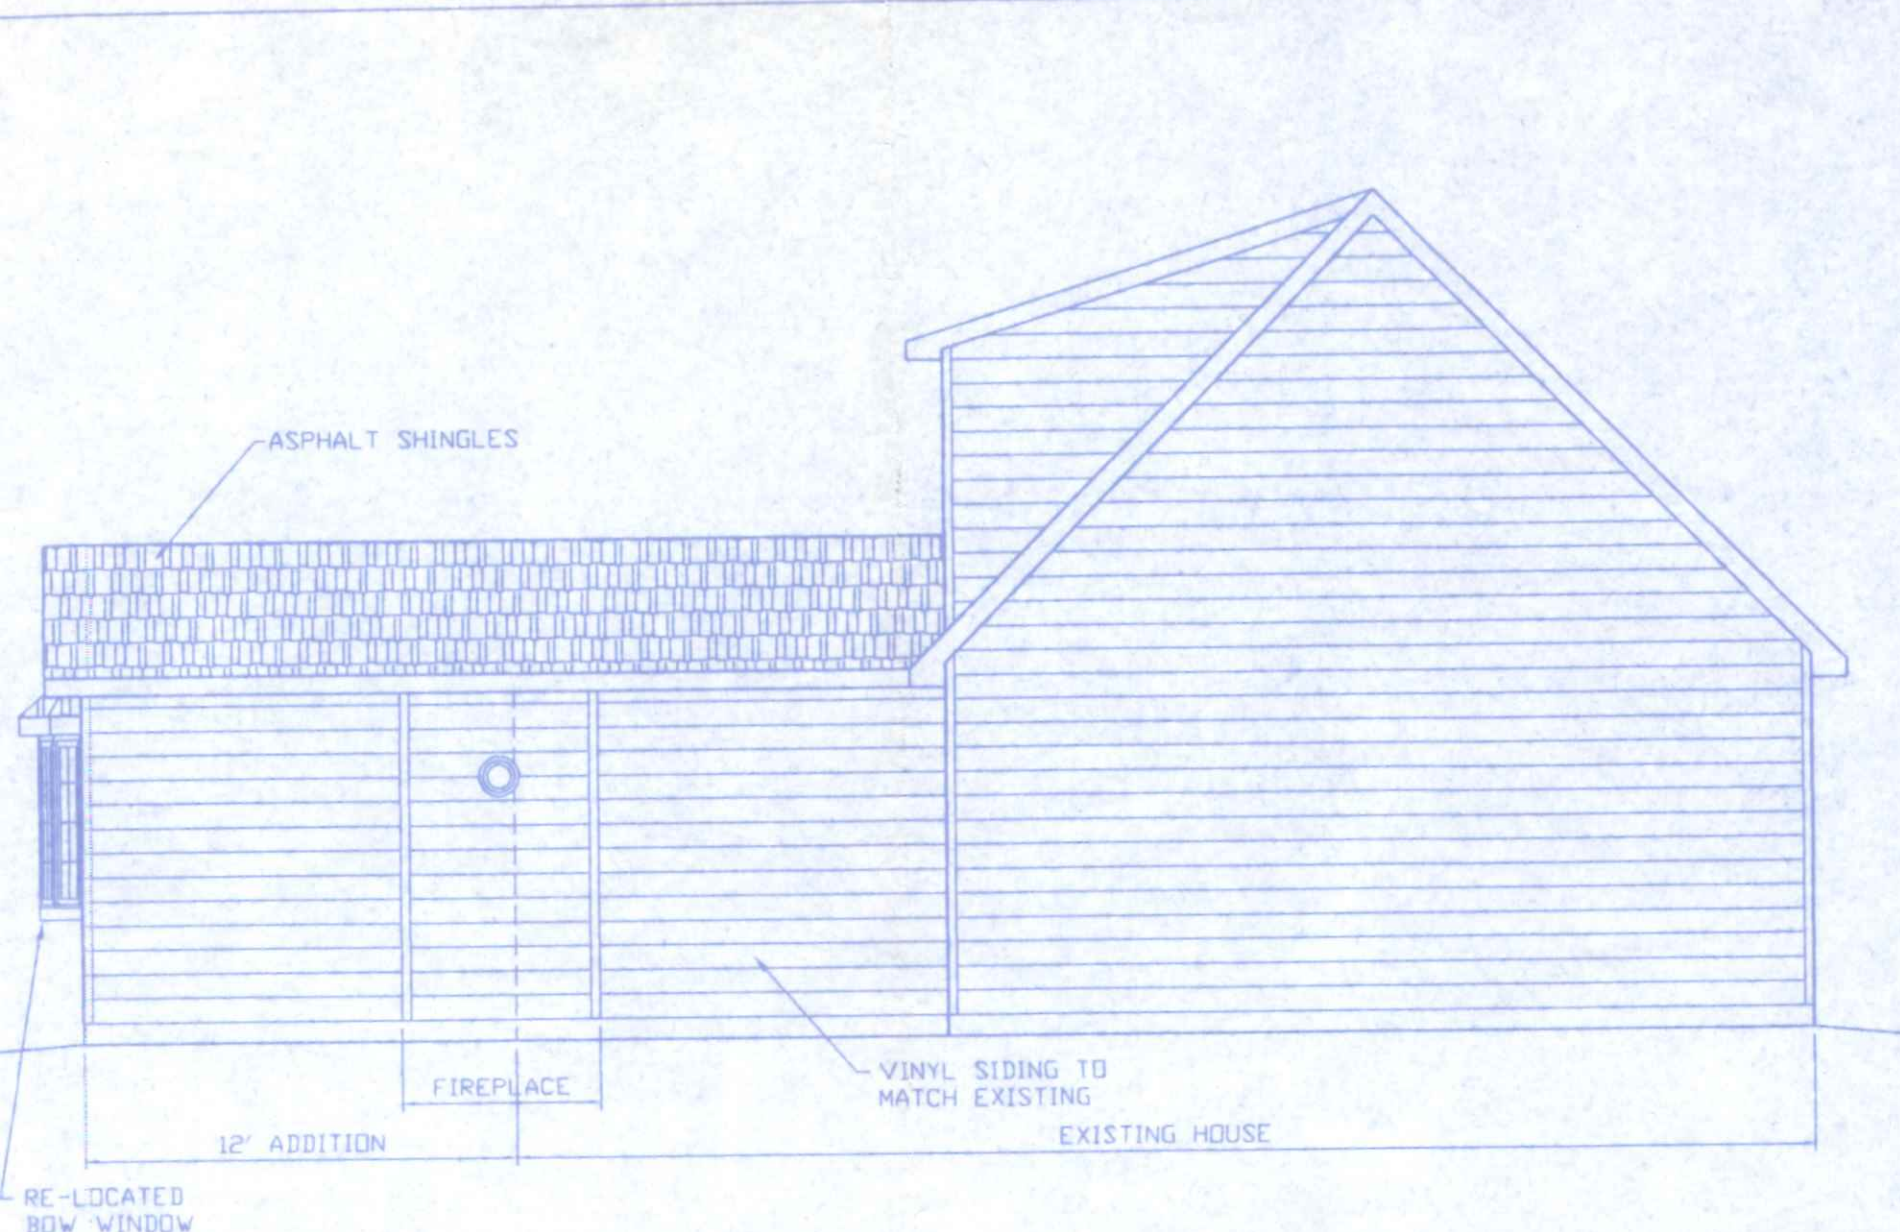 ASPHALT SHINGLES
VINYL SIDING TO
MATCH EXISTING
FIREPLACE
12' ADDITION
EXISTING HOUSE
RE-LOCATED
BOW WINDOW